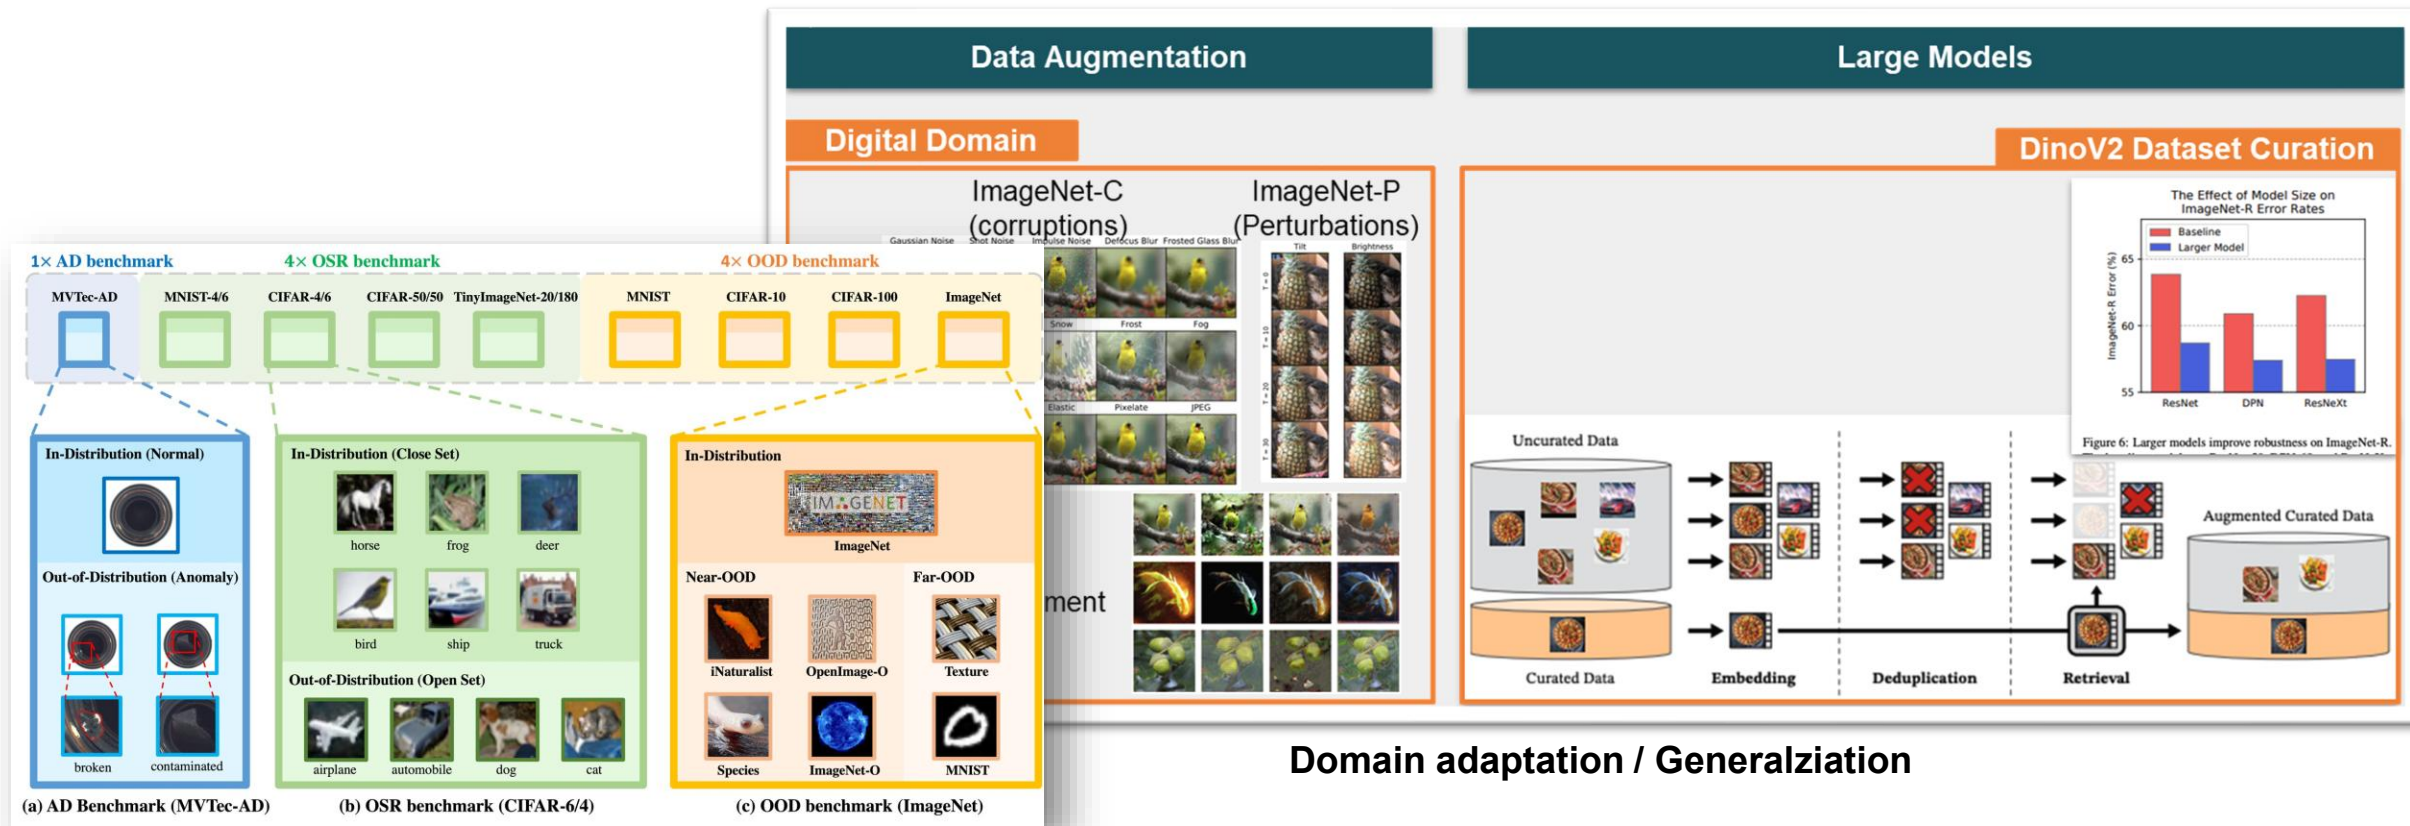 Data Augmentation
Large Models
Digital Domain
DinoV2 Dataset Curation
ImageNet-C
(corruptions)
ImageNet-P
(Perturbations)
Gaussian Noise Shot Noise Impulse Noise Defocus Blur Frosted Glass Blur
Snow Frost Fog
Elastic Pixelate JPEG
Tilt Brightness
T = 0
T = 10
T = 20
T = 30
ment
The Effect of Model Size on
ImageNet-R Error Rates
Baseline
Larger Model
ImageNet-R Error (%)
65
60
55
ResNet DPN ResNeXt
Figure 6: Larger models improve robustness on ImageNet-R.
Uncurated Data
Augmented Curated Data
Curated Data
Embedding
Deduplication
Retrieval
1× AD benchmark
4× OSR benchmark
4× OOD benchmark
MVTec-AD MNIST-4/6 CIFAR-4/6 CIFAR-50/50 TinyImageNet-20/180 MNIST CIFAR-10 CIFAR-100 ImageNet
In-Distribution (Normal)
Out-of-Distribution (Anomaly)
broken contaminated
(a) AD Benchmark (MVTec-AD)
In-Distribution (Close Set)
horse frog deer
bird ship truck
Out-of-Distribution (Open Set)
airplane automobile dog cat
(b) OSR benchmark (CIFAR-6/4)
In-Distribution
IMAGENET
ImageNet
Near-OOD Far-OOD
iNaturalist OpenImage-O Texture
Species ImageNet-O MNIST
(c) OOD benchmark (ImageNet)
Domain adaptation / Generalziation